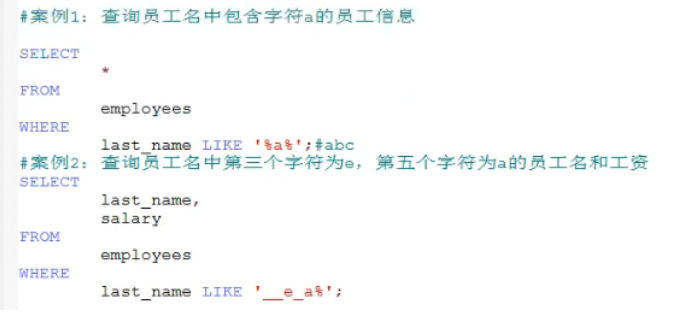 #案例1：查询员工名中包含字符a的员工信息
SELECT
*
FROM
employees
WHERE
last_name LIKE '%a%';#abc
#案例2：查询员工名中第三个字符为e，第五个字符为a的员工名和工资
SELECT
last_name,
salary
FROM
employees
WHERE
last_name LIKE '__e_a%';